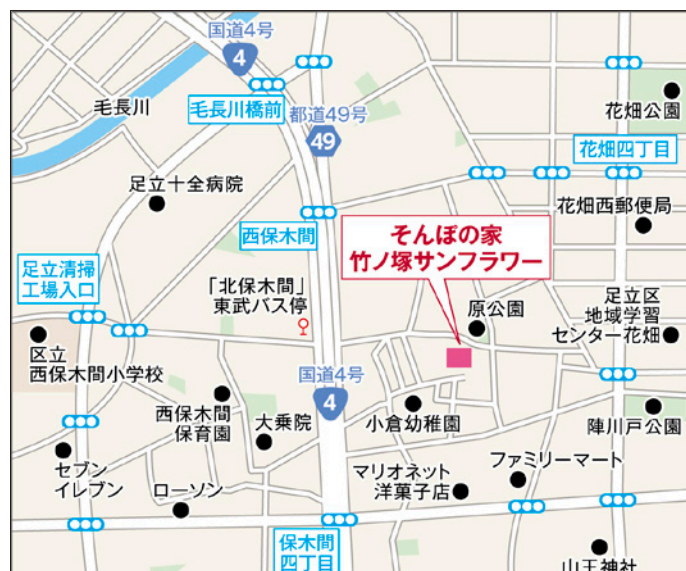 国道4号
4
毛長川
毛長川橋前
都道49号
49
花畑公園
花畑四丁目
足立十全病院
花畑西郵便局
西保木間
そんぽの家
竹ノ塚サンフラワー
足立清掃
工場入口
「北保木間」
東武バス停
原公園
足立区
地域学習
センター花畑
区立
西保木間小学校
国道4号
4
西保木間
保育園
大乗院
小倉幼稚園
陣川戸公園
セブン
イレブン
ローソン
マリオネット
洋菓子店
ファミリーマート
保木間
四丁目
山王神社